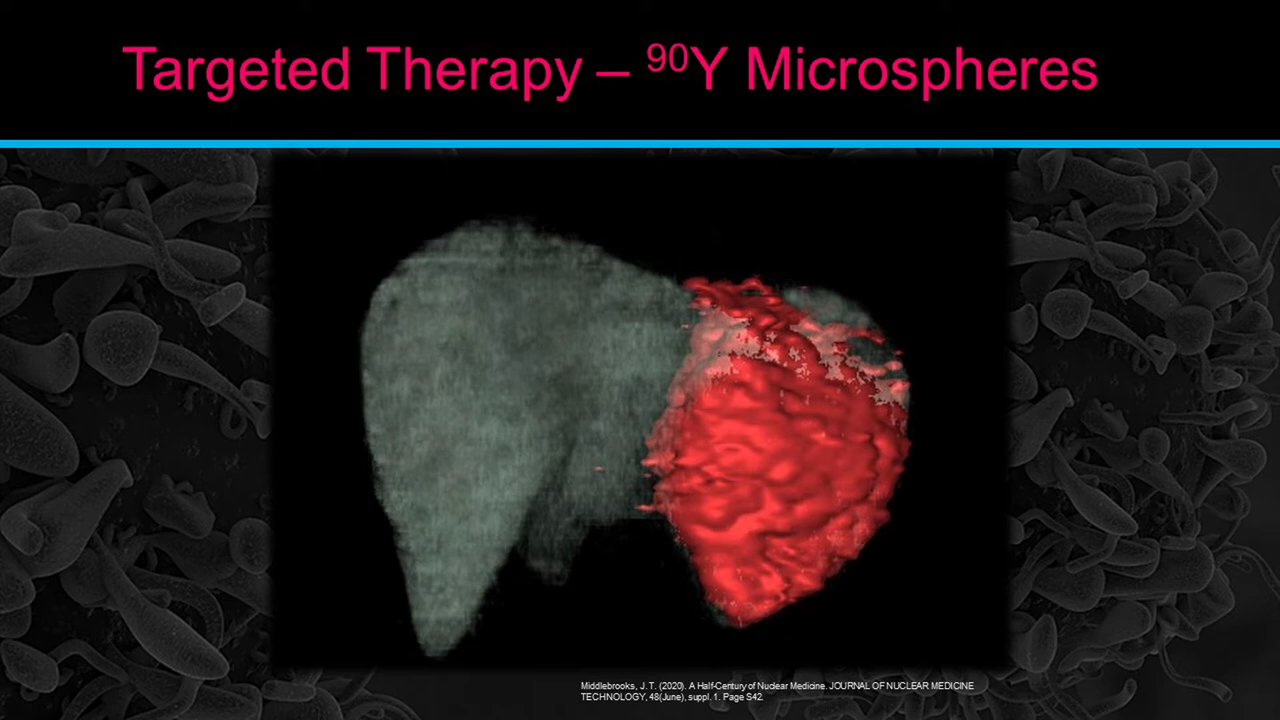 Targeted Therapy – ⁹⁰Y Microspheres
Middlebrooks, J. T. (2020). A Half-Century of Nuclear Medicine. JOURNAL OF NUCLEAR MEDICINE
TECHNOLOGY, 48(June), suppl. 1. Page S42.